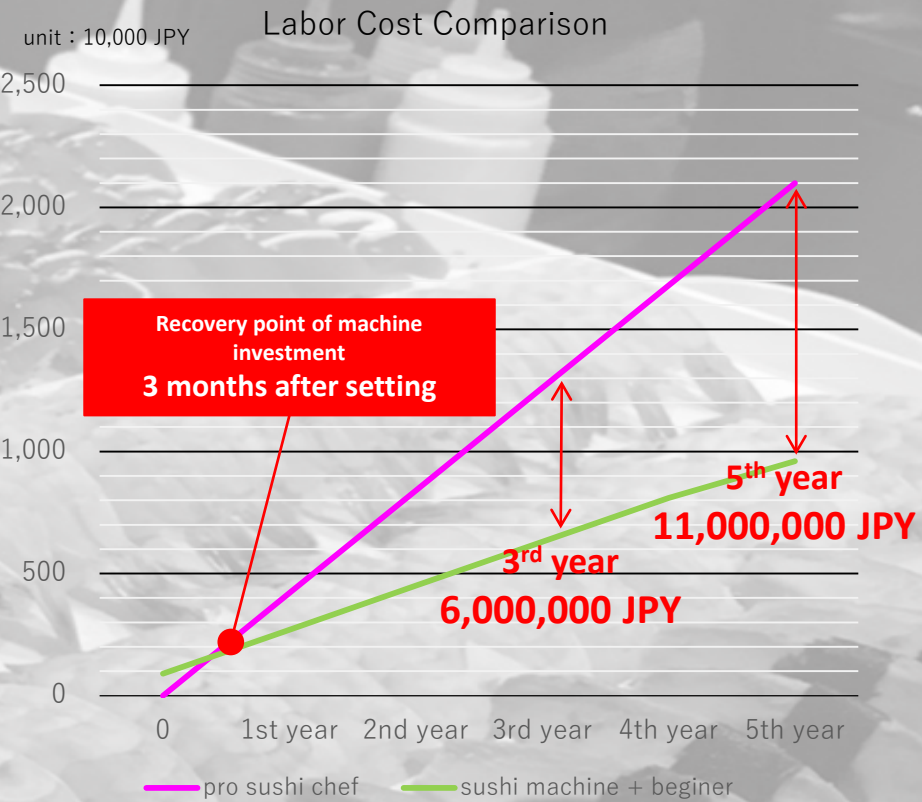 Labor Cost Comparison
unit : 10,000 JPY
2,500
2,000
1,500
1,000
500
0
Recovery point of machine
investment
3 months after setting
5th year
11,000,000 JPY
3rd year
6,000,000 JPY
0 1st year 2nd year 3rd year 4th year 5th year
pro sushi chef sushi machine + beginer